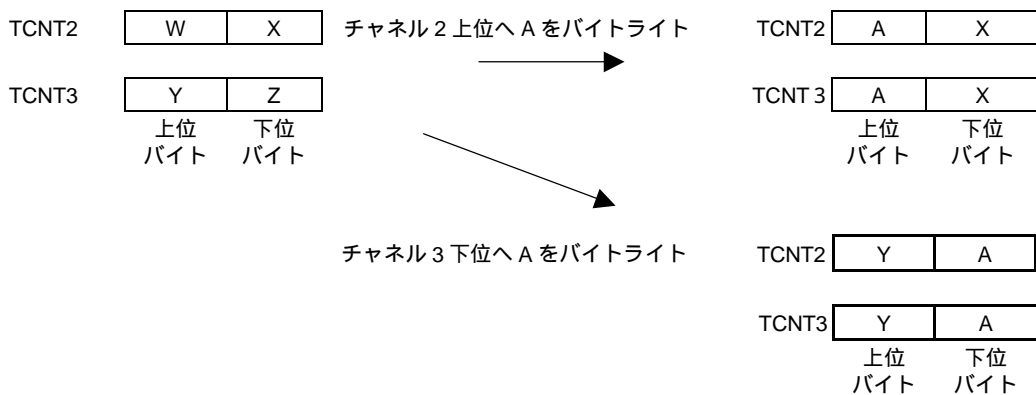 TCNT2 W X チャネル 2 上位へ A をバイトライト TCNT2 A X
TCNT3 Y Z TCNT 3 A X
上位 下位 上位 下位
バイト バイト バイト バイト
チャネル 3 下位へ A をバイトライト TCNT2 Y A
TCNT3 Y A
上位 下位
バイト バイト